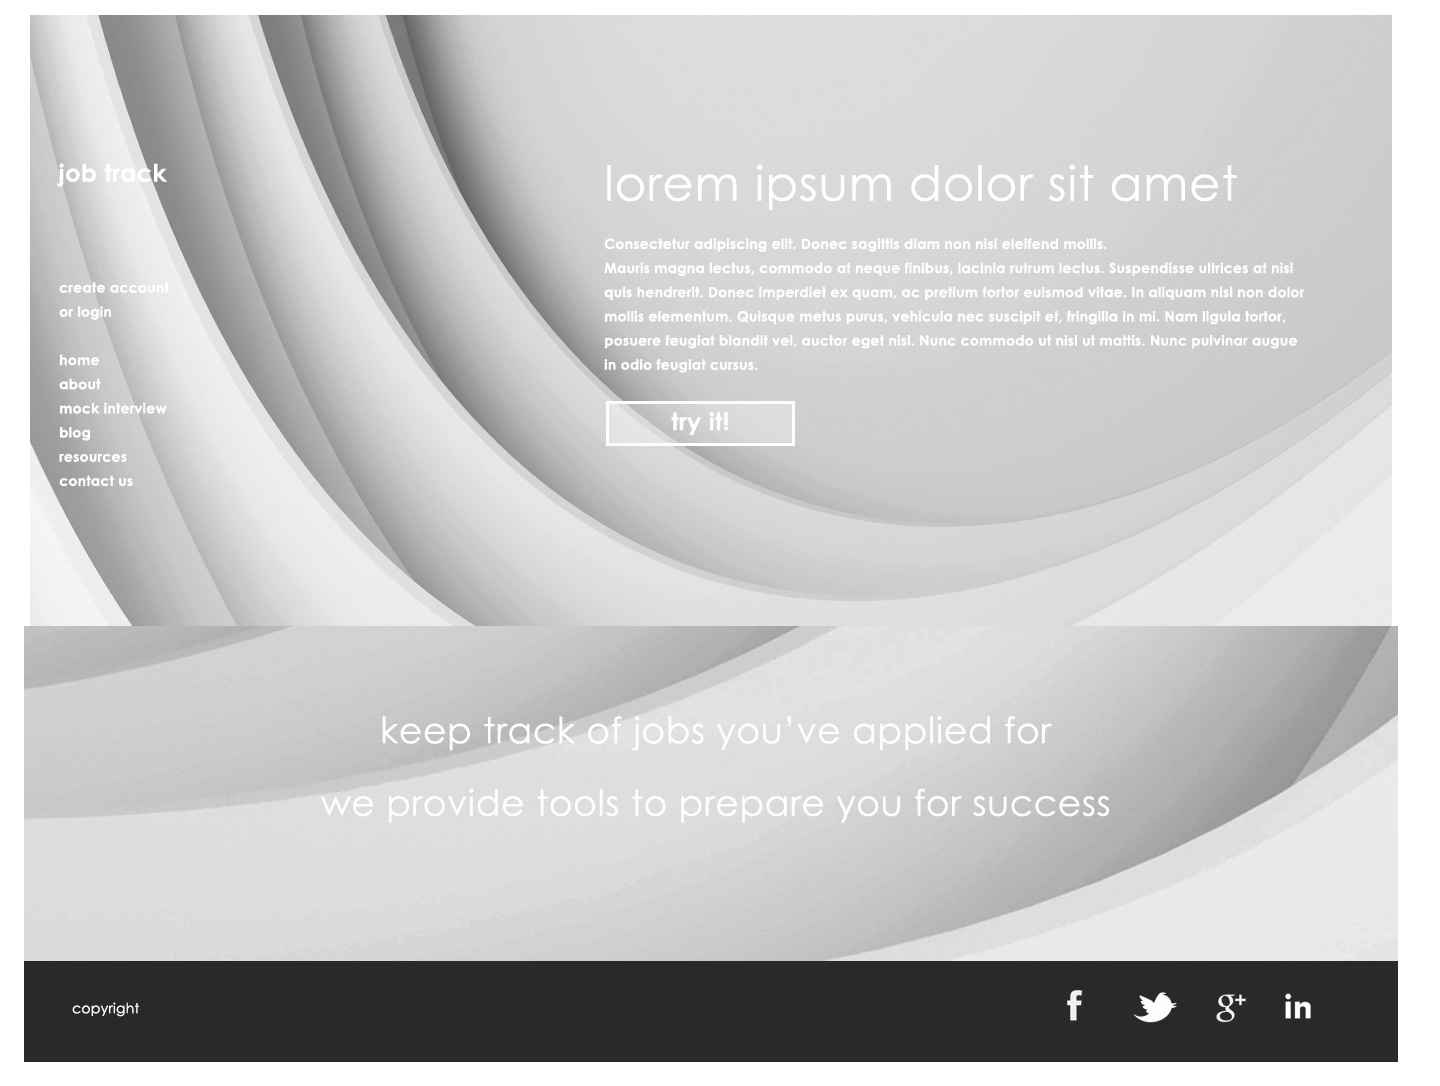 job track
create account
or login
home
about
mock interview
blog
resources
contact us
lorem ipsum dolor sit amet
Consectetur adipiscing elit. Donec sagittis diam non nisi eleifend mollis.
Mauris magna lectus, commodo at neque finibus, lacinia rutrum lectus. Suspendisse ultrices at nisi
quis hendrerit. Donec imperdiet ex quam, ac pretium tortor euismod vitae. In aliquam nisi non dolor
mollis elementum. Quisque metus purus, vehicula nec suscipit et, fringilla in mi. Nam ligula tortor,
posuere feugiat blandit vel, auctor eget nisl. Nunc commodo ut nisl ut mattis. Nunc pulvinar augue
in odio feugiat cursus.
try it!
keep track of jobs you've applied for
we provide tools to prepare you for success
copyright
f g+ in